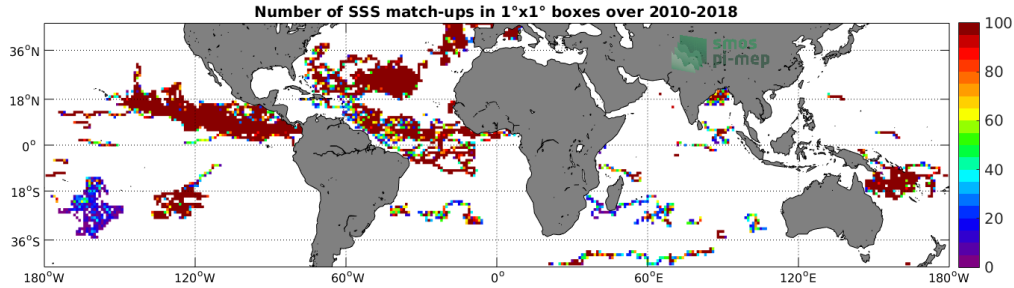 Number of SSS match-ups in 1°x1° boxes over 2010-2018
smos
pi-mep
36°N
18°N
0°
18°S
36°S
180°W
120°W
60°W
0°
60°E
120°E
180°W
100
80
60
40
20
0